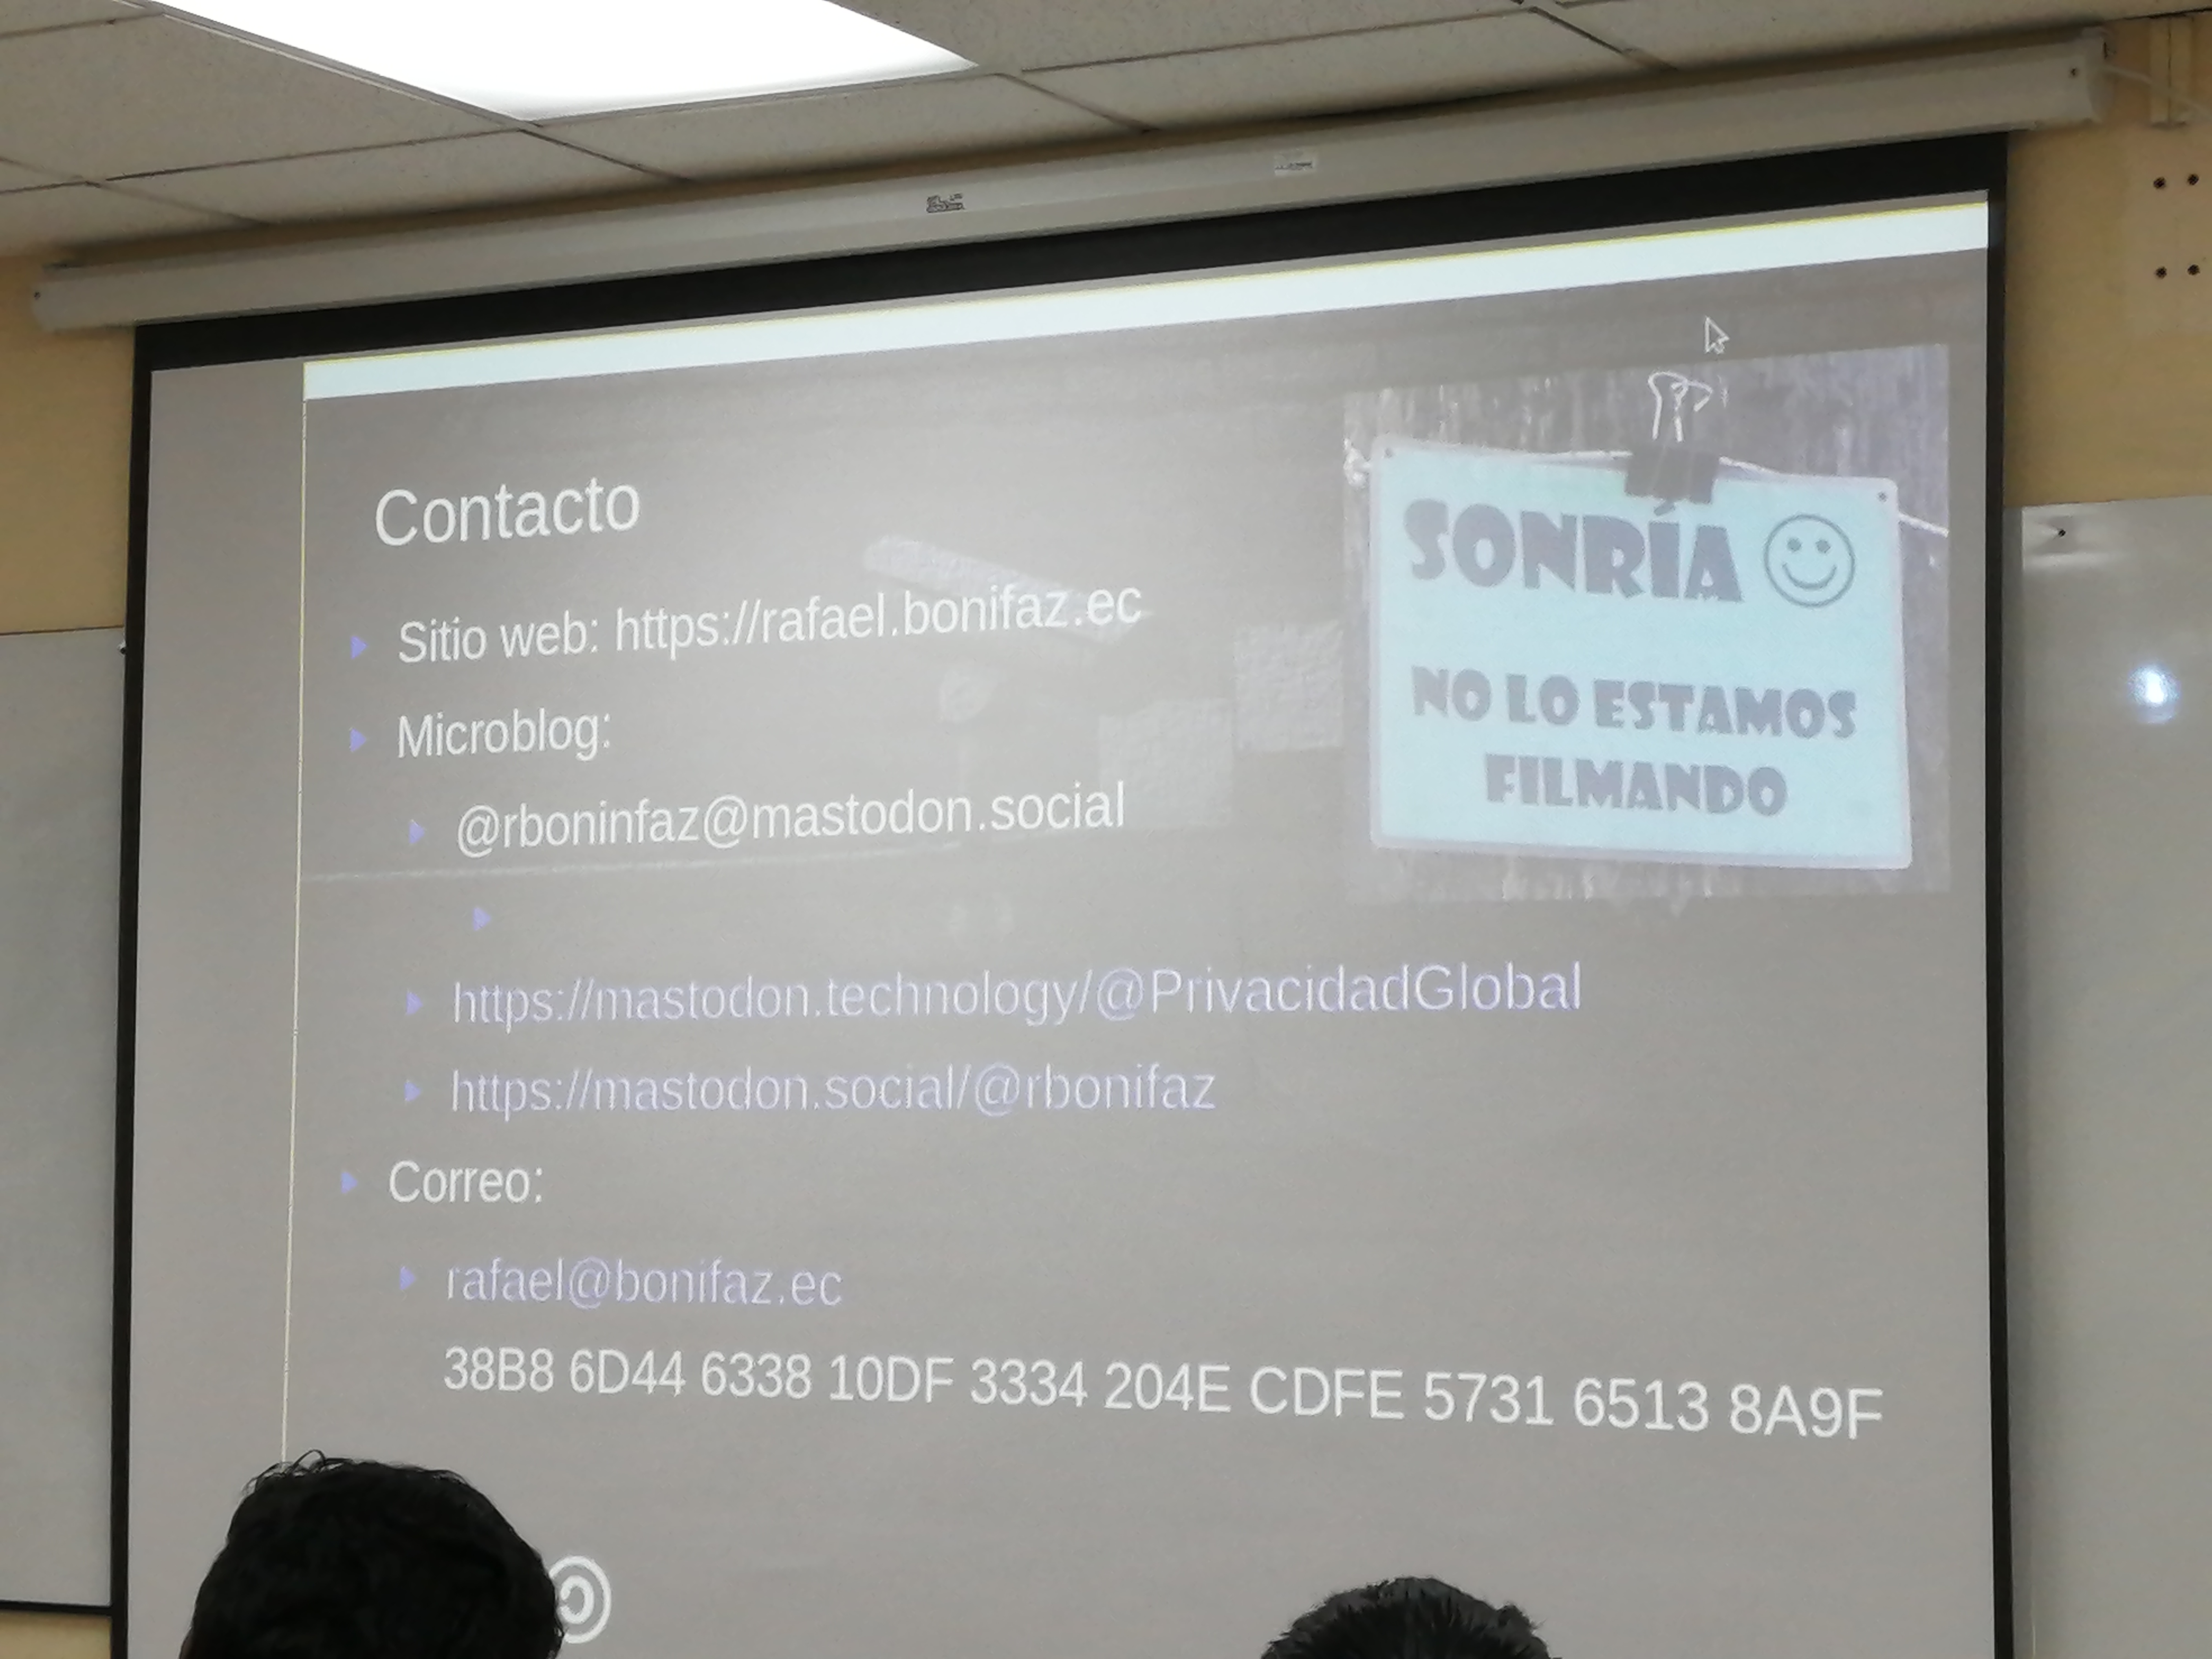 Contacto
Sitio web: https://rafael.bonifaz.ec
Microblog:
@rboninfaz@mastodon.social
https://mastodon.technology/@PrivacidadGlobal
https://mastodon.social/@rbonifaz
Correo:
rafael@bonifaz.ec
38B8 6D44 6338 10DF 3334 204E CDFE 5731 6513 8A9F
SONRÍA
NO LO ESTAMOS
FILMANDO